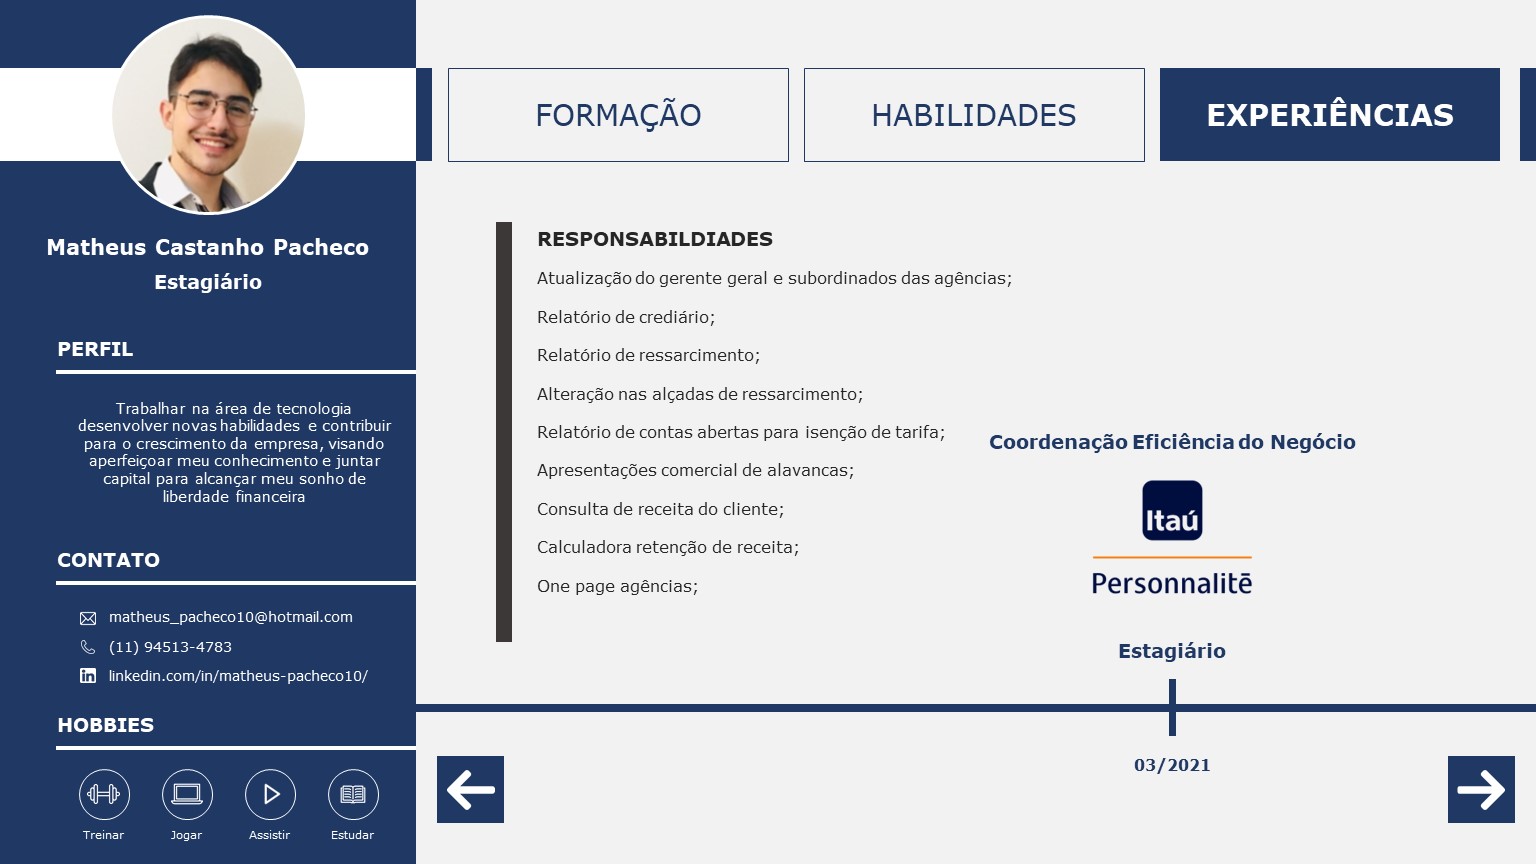 Matheus Castanho Pacheco
Estagiário
PERFIL
Trabalhar na área de tecnologia
desenvolver novas habilidades e contribuir
para o crescimento da empresa, visando
aperfeiçoar meu conhecimento e juntar
capital para alcançar meu sonho de
liberdade financeira
CONTATO
matheus_pacheco10@hotmail.com
(11) 94513-4783
linkedin.com/in/matheus-pacheco10/
HOBBIES
Treinar
Jogar
Assistir
Estudar
FORMAÇÃO
HABILIDADES
EXPERIÊNCIAS
RESPONSABILDIADES
Atualização do gerente geral e subordinados das agências;
Relatório de crediário;
Relatório de ressarcimento;
Alteração nas alçadas de ressarcimento;
Relatório de contas abertas para isenção de tarifa;
Apresentações comercial de alavancas;
Consulta de receita do cliente;
Calculadora retenção de receita;
One page agências;
Coordenação Eficiência do Negócio
Itaú
Personnalitē
Estagiário
03/2021